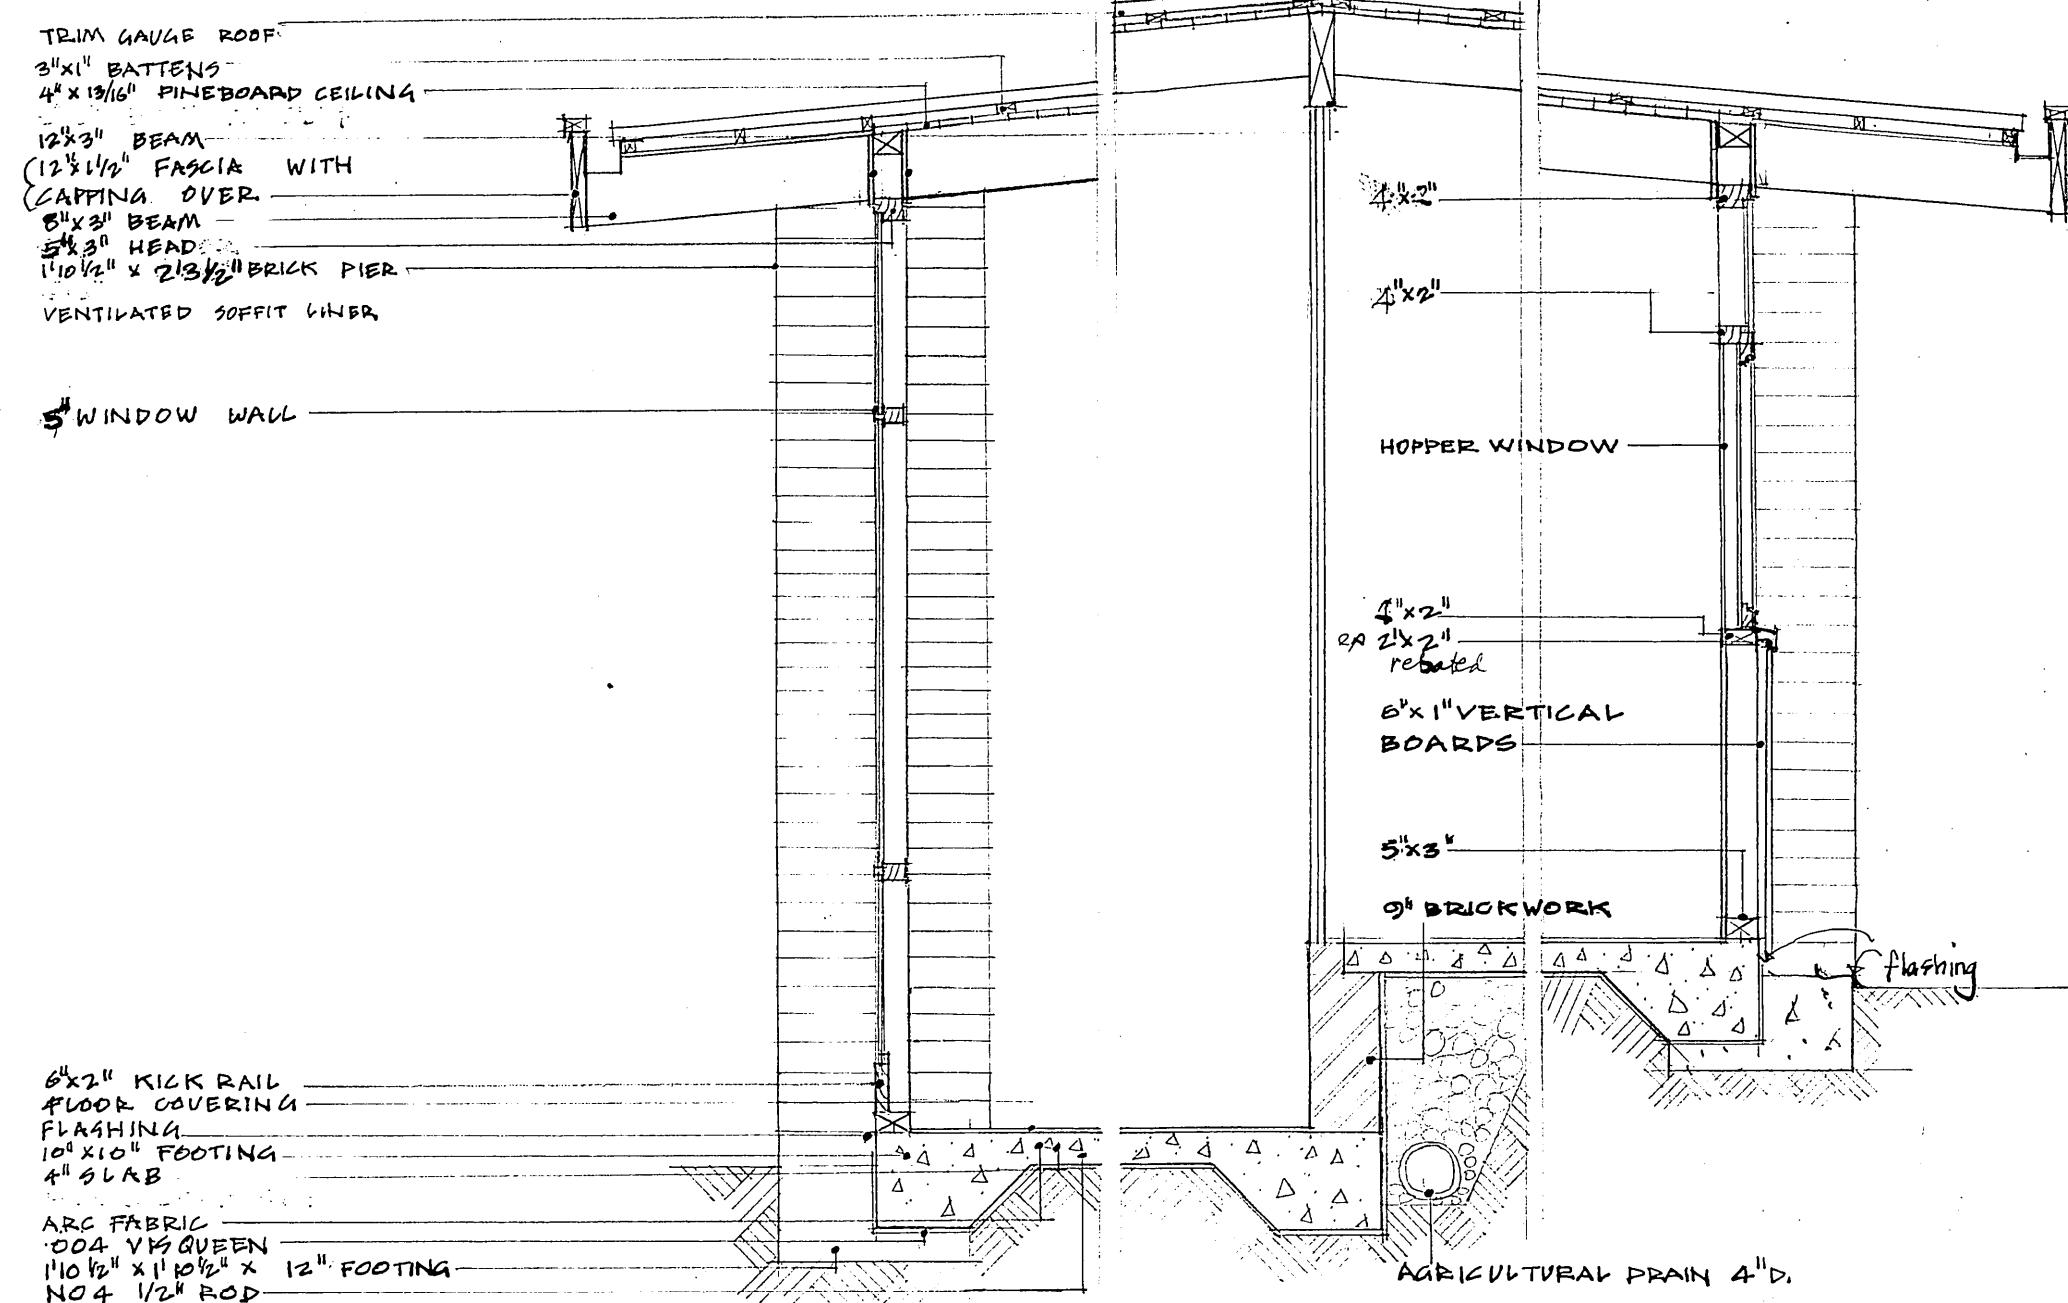 TRIM GAUGE ROOF
3"X1" BATTENS
4" X 13/16" PINEBOARD CEILING
12"X3" BEAM
(12"X1 1/2" FASCIA WITH
(CAPPING OVER
8"X3" BEAM
5"X3" HEAD
1'10 1/2" X 2'3 1/2" BRICK PIER
VENTILATED SOFFIT LINER
5" WINDOW WALL
6"X2" KICK RAIL
FLOOR COVERING
FLASHING
10" X10" FOOTING
4" SLAB
ARC FABRIC
.004 VISQUEEN
1'10 1/2" X 1'10 1/2" X 12" FOOTING
NO 4 1/2" ROD
4"X2"
4"X2"
HOPPER WINDOW
X2"
2"X2"
rebated
6"X1" VERTICAL
BOARDS
5"X3"
9" BRICKWORK
flashing
AGRICULTURAL DRAIN 4"D.